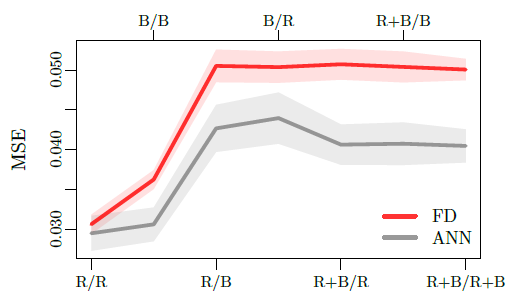 B/B B/R R+B/B
0.050
0.040
0.030
MSE
FD
ANN
R/R R/B R+B/R R+B/R+B